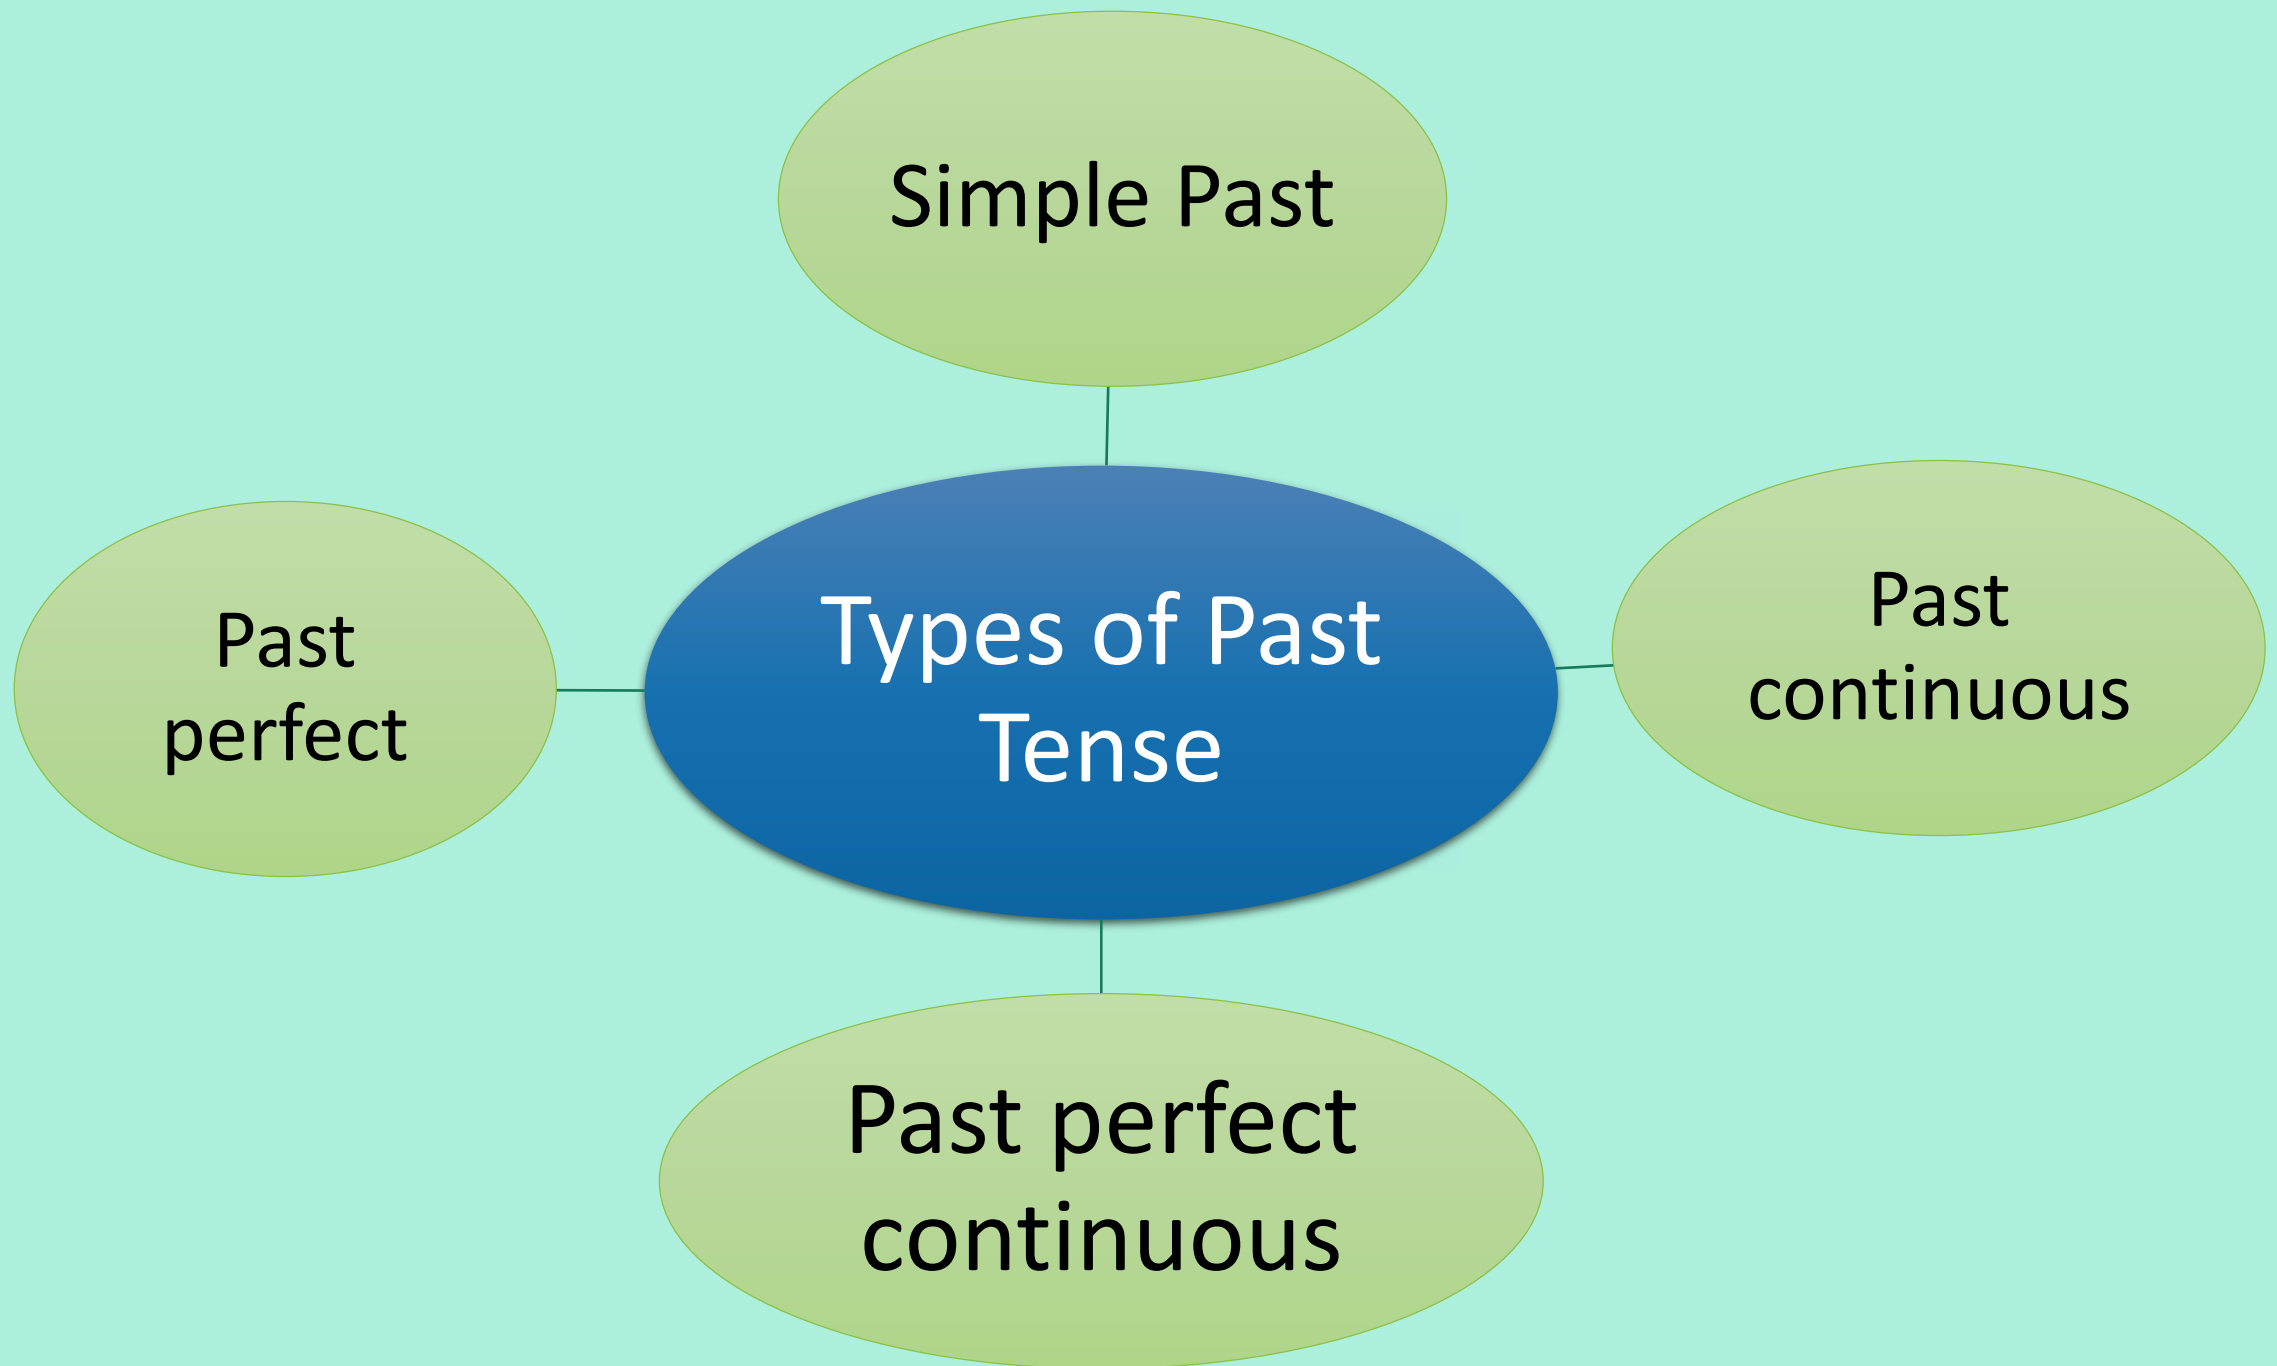 Simple Past
Types of Past
Tense
Past
continuous
Past
perfect
Past perfect
continuous